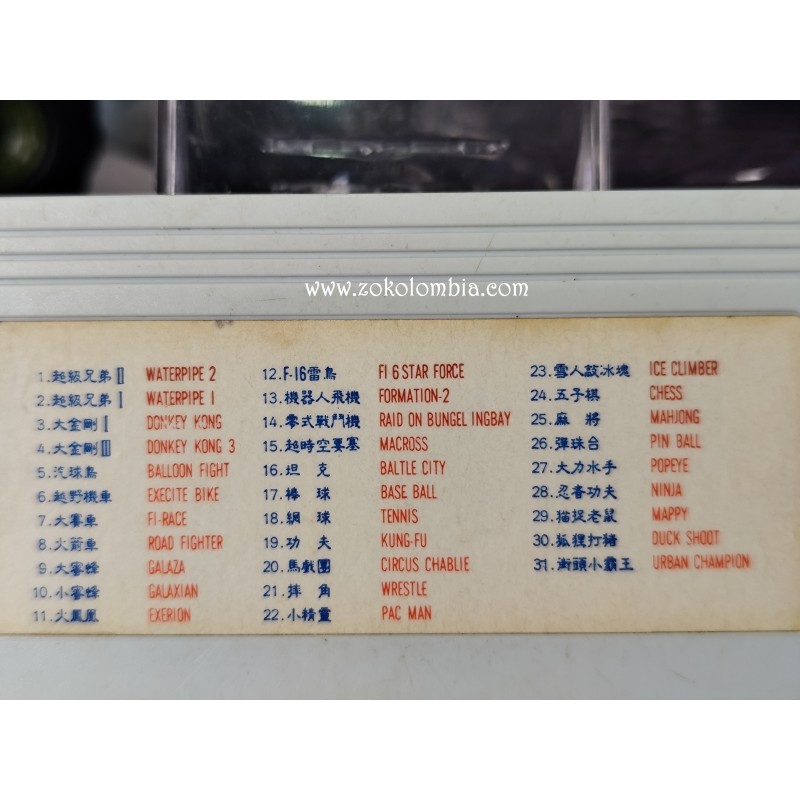 www.zokolombia.com
1.超級兄弟Ⅱ WATERPIPE 2
2.超級兄弟Ⅰ WATERPIPE 1
3.大金剛Ⅰ DONKEY KONG
4.大金剛Ⅲ DONKEY KONG 3
5.汽球鳥 BALLOON FIGHT
6.越野機車 EXECITE BIKE
7.大賽車 FI-RACE
8.火箭車 ROAD FIGHTER
9.大蜜蜂 GALAZA
10.小蜜蜂 GALAXIAN
11.火鳳凰 EXERION
12.F-16雷鳥 FI 6 STAR FORCE
13.機器人飛機 FORMATION-2
14.零式戰鬥機 RAID ON BUNGEL INGBAY
15.超時空要塞 MACROSS
16.坦克 BALTLE CITY
17.棒球 BASE BALL
18.網球 TENNIS
19.功夫 KUNG-FU
20.馬戲團 CIRCUS CHABLIE
21.摔角 WRESTLE
22.小精靈 PAC MAN
23.雪人敲冰塊 ICE CLIMBER
24.五子棋 CHESS
25.麻將 MAHJONG
26.彈珠台 PIN BALL
27.大力水手 POPEYE
28.忍者功夫 NINJA
29.猫捉老鼠 MAPPY
30.狐狸打豬 DUCK SHOOT
31.街頭小霸王 URBAN CHAMPION